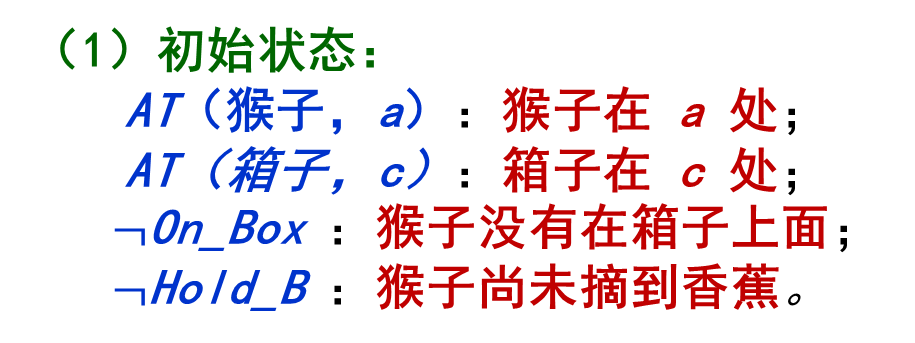 （1）初始状态：
AT（猴子，a）：猴子在 a 处；
AT（箱子，c）：箱子在 c 处；
¬On_Box ：猴子没有在箱子上面；
¬Hold_B ：猴子尚未摘到香蕉。